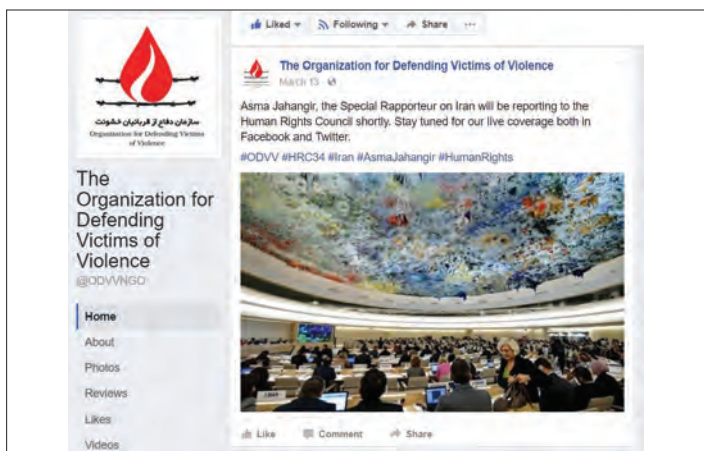 Liked
Following
Share
سازمان دفاع از قربانیان خشونت
Organization for Defending Victims
of Violence
The
Organization for
Defending
Victims of
Violence
@ODVVNGO
Home
About
Photos
Reviews
Likes
Videos
The Organization for Defending Victims of Violence
March 13
Asma Jahangir, the Special Rapporteur on Iran will be reporting to the
Human Rights Council shortly. Stay tuned for our live coverage both in
Facebook and Twitter.
#ODVV #HRC34 #Iran #AsmaJahangir #HumanRights
Like
Comment
Share